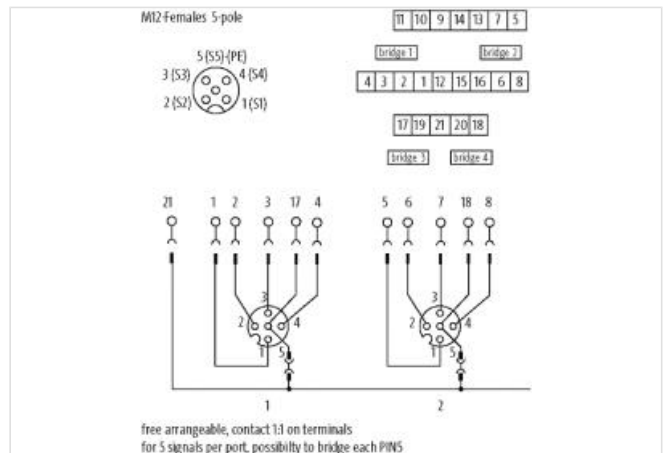 M12-Females 5-pole
11 10 9 14 13 7 5
5 (S5)-(PE)
bridge 1 bridge 2
3 (S3) 4 (S4)
4 3 2 1 12 15 16 6 8
2 (S2) 1 (S1)
17 19 21 20 18
bridge 3 bridge 4
21 1 2 3 17 4 5 6 7 18 8
3 3
2 4 2 4
1 5 1 5
1 2
free arrangeable, contact 1:1 on terminals
for 5 signals per port, possibilty to bridge each PIN5